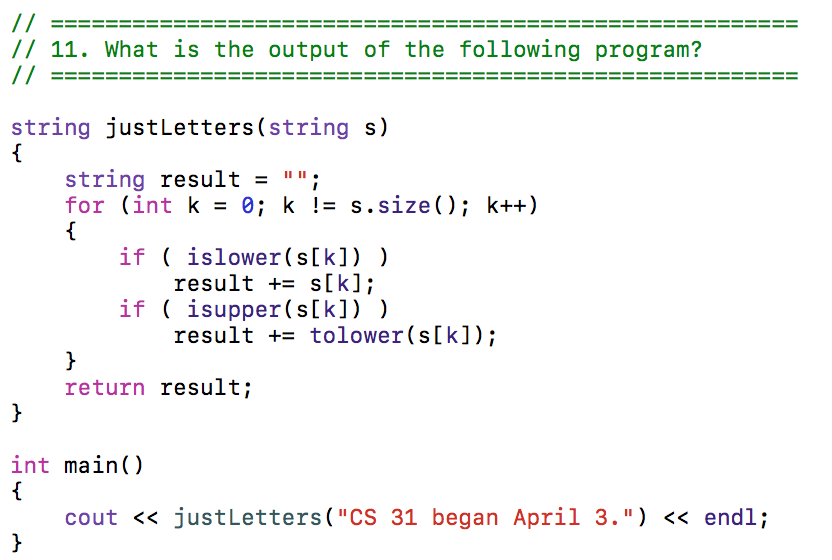 // =======================================================
// 11. What is the output of the following program?
// =======================================================
string justLetters(string s)
{
    string result = "";
    for (int k = 0; k != s.size(); k++)
    {
        if ( islower(s[k]) )
            result += s[k];
        if ( isupper(s[k]) )
            result += tolower(s[k]);
    }
    return result;
}
int main()
{
    cout << justLetters("CS 31 began April 3.") << endl;
}